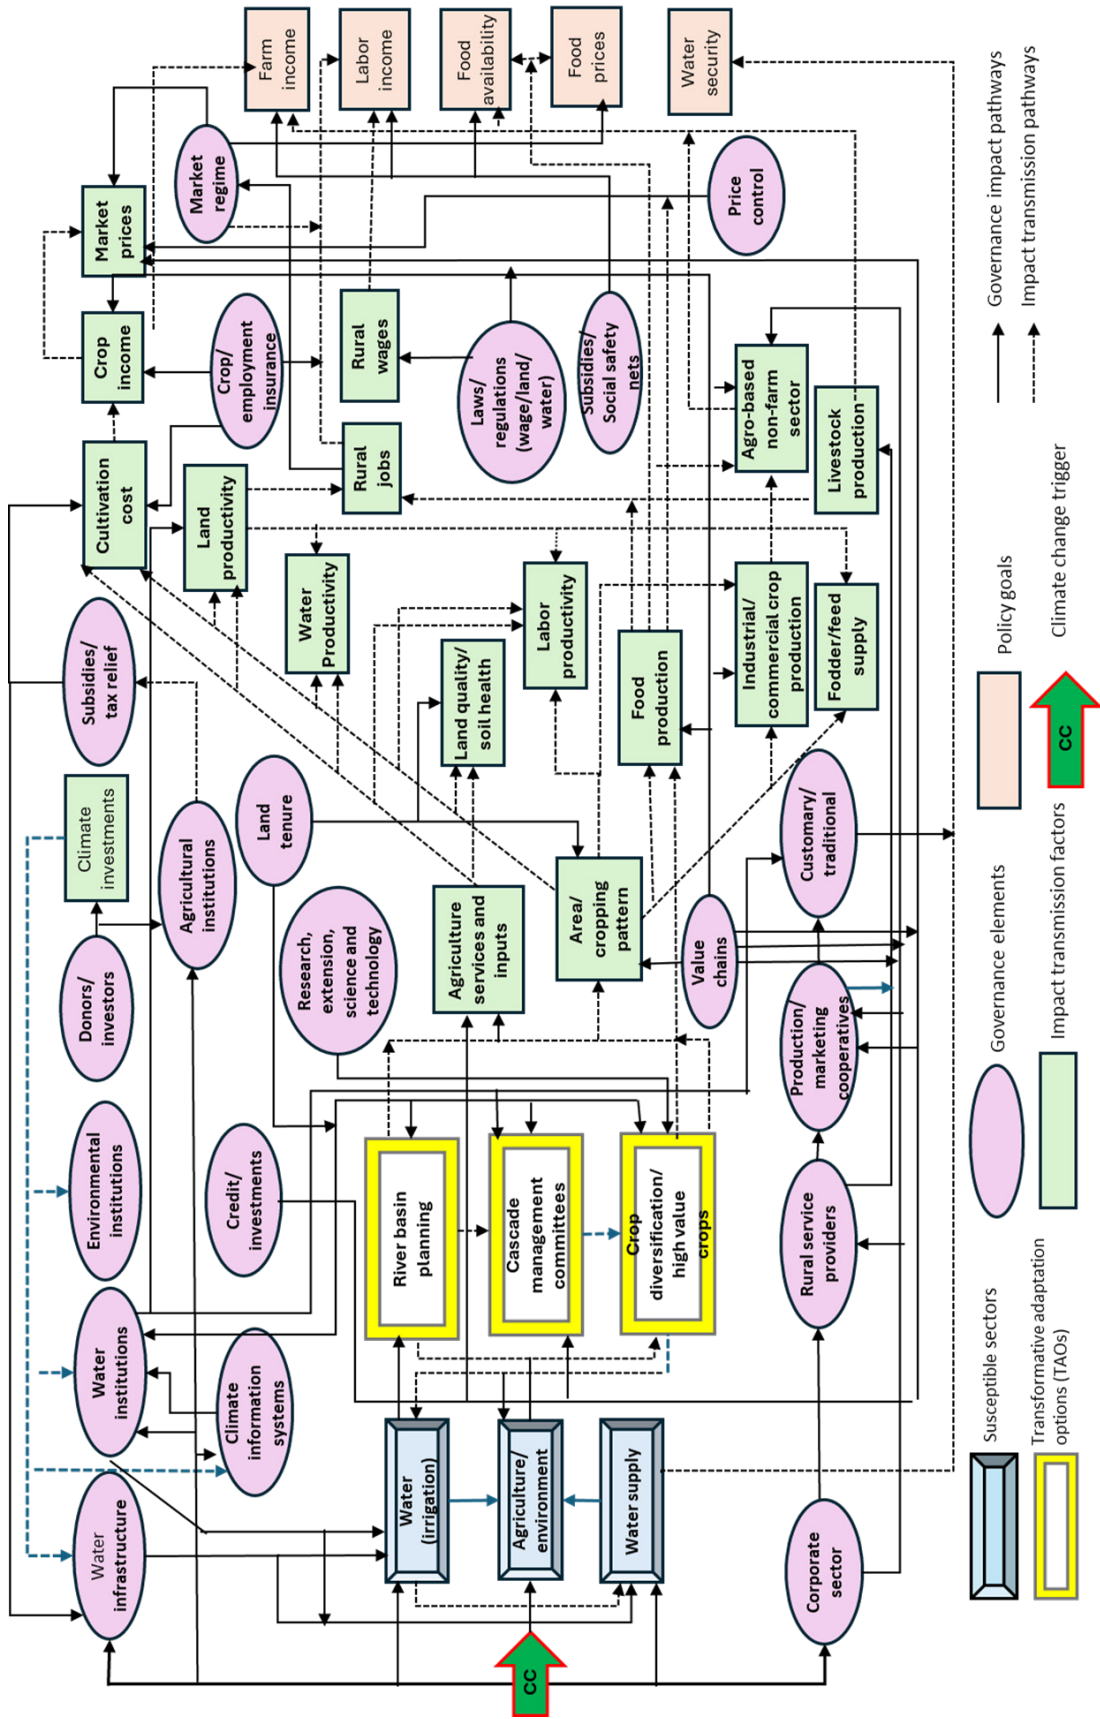 Water
infrastructure
Water
institutions
Environmental
institutions
Donors/
investors
Climate
investments
Subsidies/
tax relief
Cultivation
cost
Crop
income
Market
prices
Climate
information
systems
Credit/
investments
Agricultural
institutions
Land
tenure
Land
productivity
Crop/
employment
insurance
Market
regime
Farm
income
Research,
extension,
science and
technology
Water
Productivity
Rural
jobs
Rural
wages
Labor
income
Water
(irrigation)
River basin
planning
Agriculture
services and
inputs
Land quality/
soil health
Laws/
regulations
(wage/land/
water)
Food
availability
Agriculture/
environment
Cascade
management
committees
Area/
cropping
pattern
Labor
productivity
Subsidies/
Social safety
nets
Food
prices
CC
Water supply
Crop
diversification/
high value
crops
Value
chains
Food
production
Water
security
Price
control
Corporate
sector
Rural service
providers
Production/
marketing
cooperatives
Customary/
traditional
Industrial/
commercial crop
production
Fodder/feed
supply
Agro-based
non-farm
sector
Livestock
production
Susceptible sectors
Governance elements
Policy goals
Governance impact pathways
Transformative adaptation
options (TAOs)
Impact transmission factors
CC
Climate change trigger
Impact transmission pathways